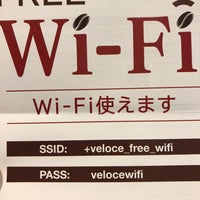 FREE
Wi-Fi
Wi-Fi使えます
SSID: +veloce_free_wifi
PASS: velocewifi